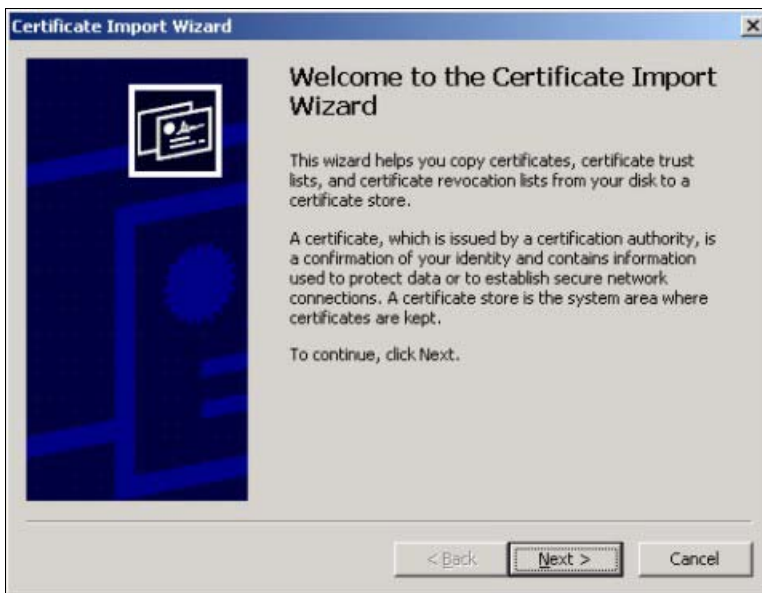 Certificate Import Wizard
Welcome to the Certificate Import
Wizard
This wizard helps you copy certificates, certificate trust
lists, and certificate revocation lists from your disk to a
certificate store.
A certificate, which is issued by a certification authority, is
a confirmation of your identity and contains information
used to protect data or to establish secure network
connections. A certificate store is the system area where
certificates are kept.
To continue, click Next.
< Back Next > Cancel